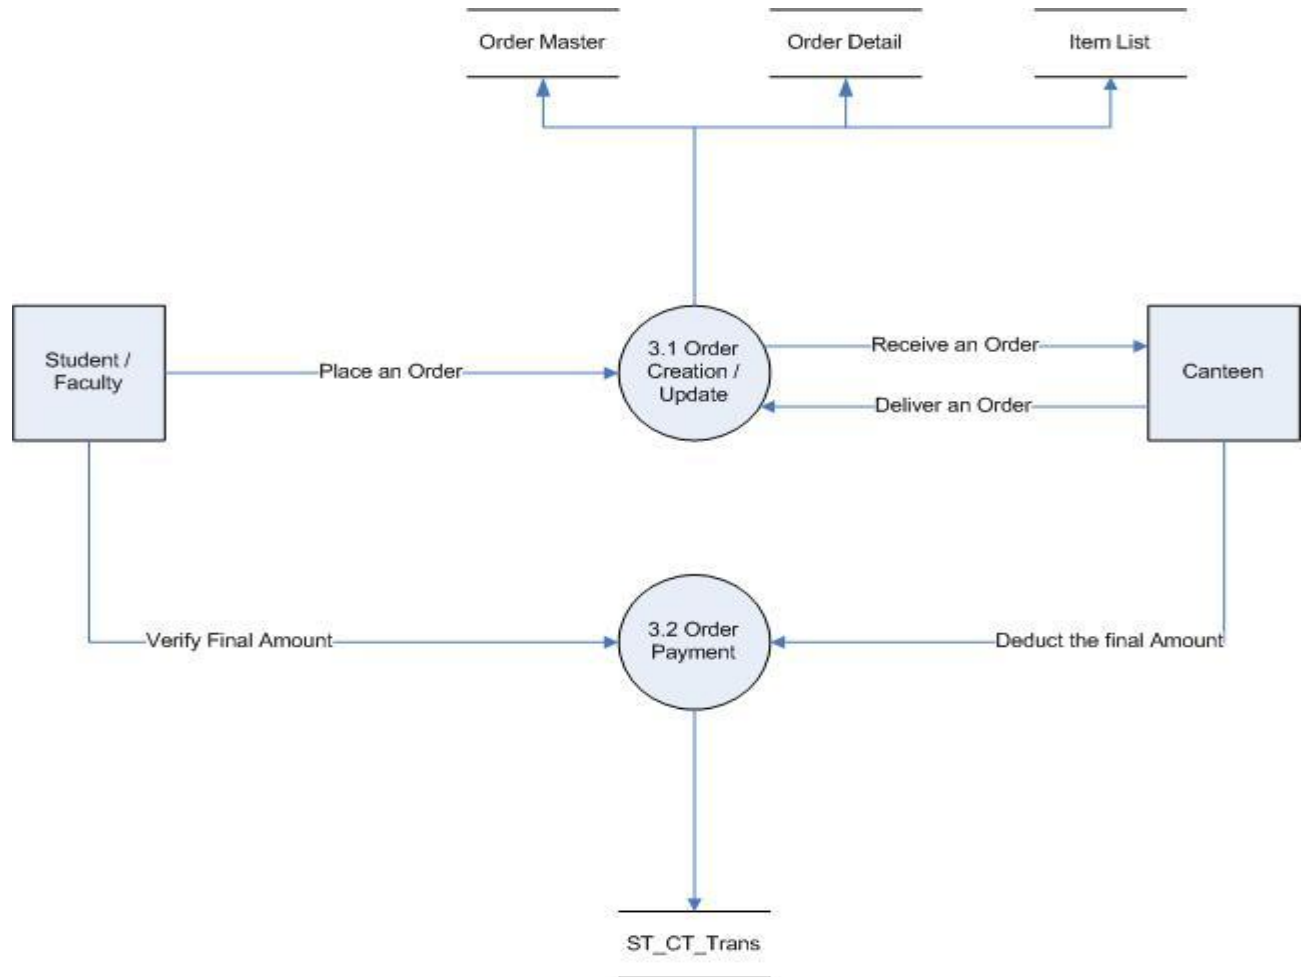 Order Master
Order Detail
Item List
Student /
Faculty
Place an Order
3.1 Order
Creation /
Update
Receive an Order
Deliver an Order
Canteen
Verify Final Amount
3.2 Order
Payment
Deduct the final Amount
ST_CT_Trans